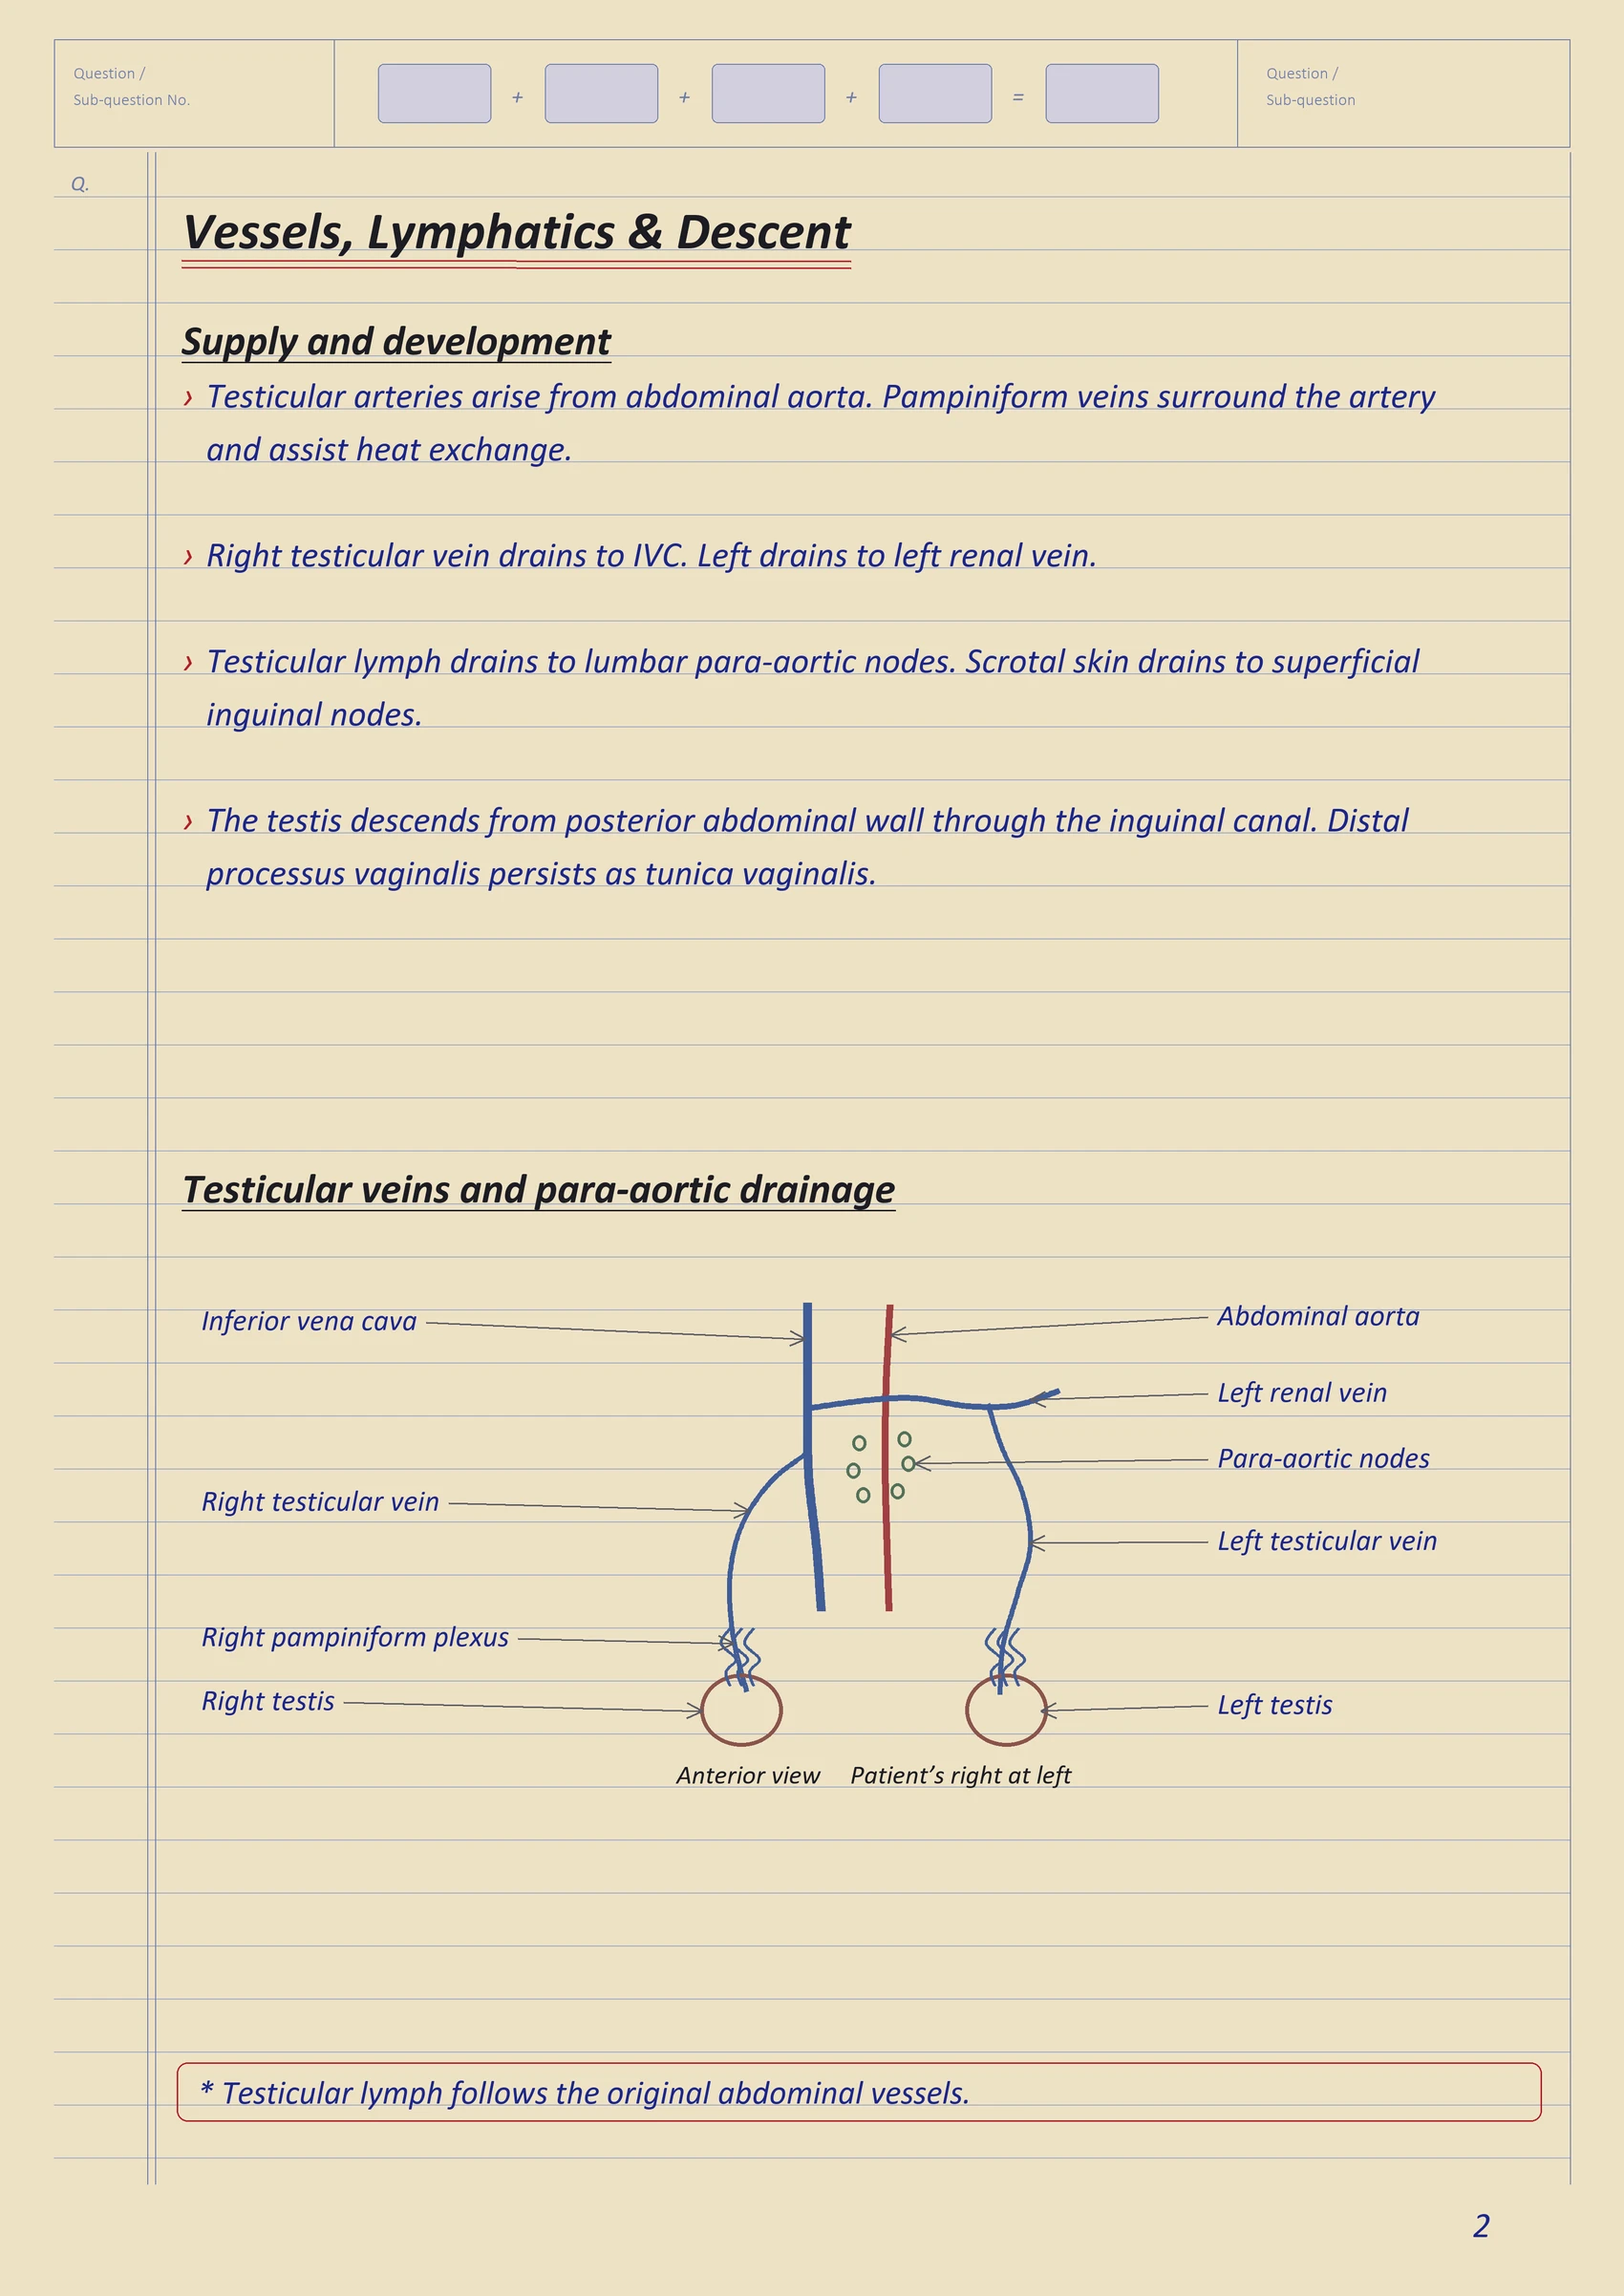 Question /
Sub-question No.
+ + + =
Question /
Sub-question
Q.
Vessels, Lymphatics & Descent
Supply and development
› Testicular arteries arise from abdominal aorta. Pampiniform veins surround the artery
and assist heat exchange.
› Right testicular vein drains to IVC. Left drains to left renal vein.
› Testicular lymph drains to lumbar para-aortic nodes. Scrotal skin drains to superficial
inguinal nodes.
› The testis descends from posterior abdominal wall through the inguinal canal. Distal
processus vaginalis persists as tunica vaginalis.
Testicular veins and para-aortic drainage
Inferior vena cava
Abdominal aorta
Left renal vein
Para-aortic nodes
Right testicular vein
Left testicular vein
Right pampiniform plexus
Right testis
Left testis
Anterior view Patient’s right at left
* Testicular lymph follows the original abdominal vessels.
2